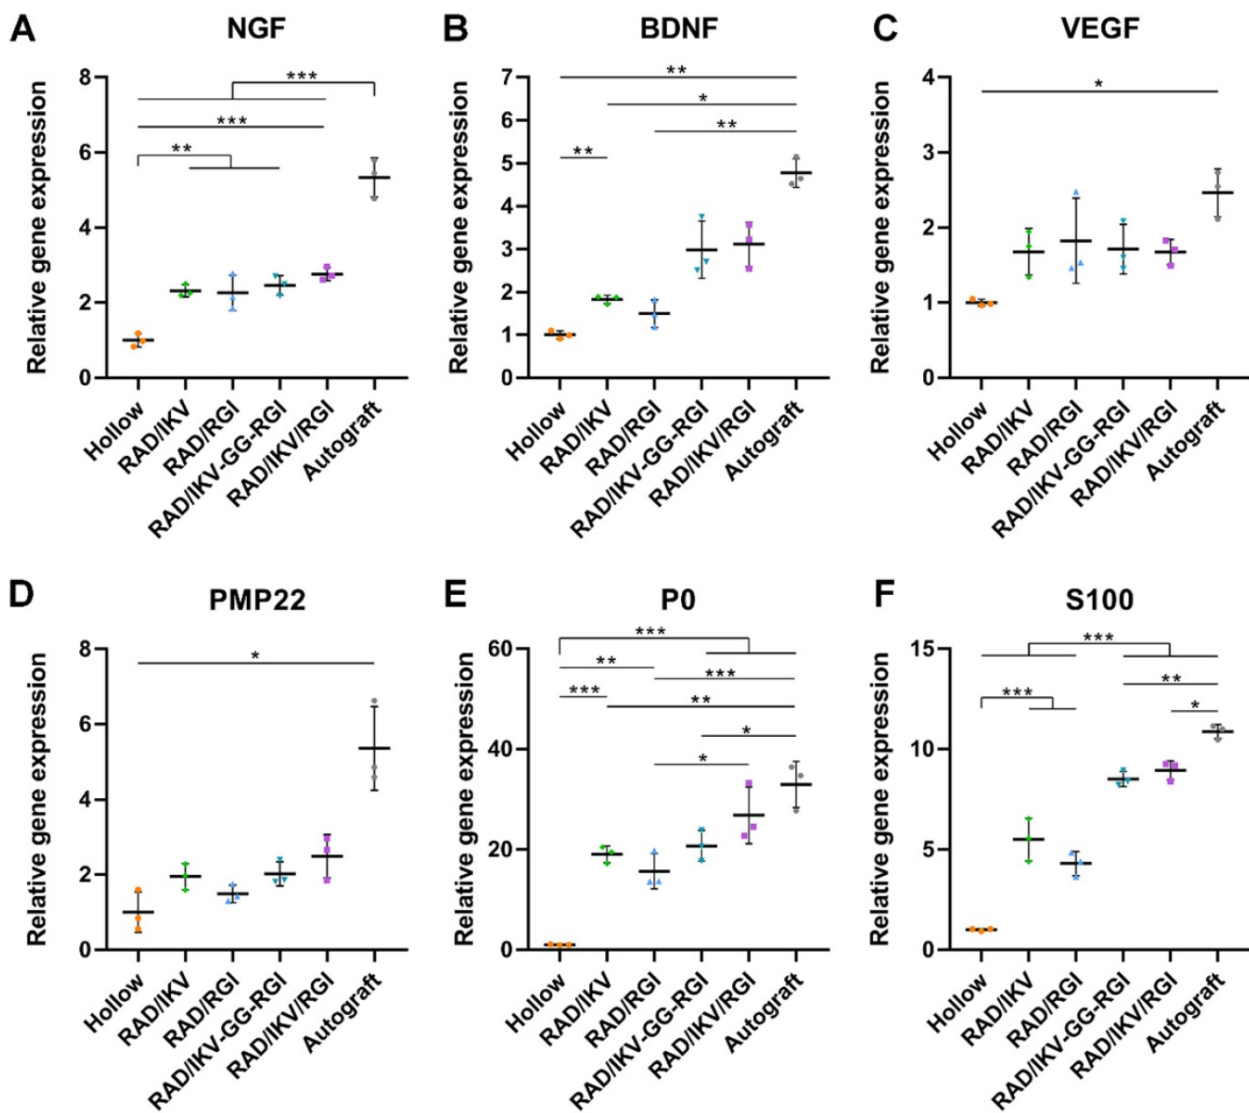 A NGF
Relative gene expression
8
6
4
2
0
***
***
**
Hollow
RAD/IKV
RAD/RGI
RAD/IKV-GG-RGI
RAD/IKV/RGI
Autograft
B BDNF
Relative gene expression
7
6
5
4
3
2
1
0
**
*
**
**
Hollow
RAD/IKV
RAD/RGI
RAD/IKV-GG-RGI
RAD/IKV/RGI
Autograft
C VEGF
Relative gene expression
4
3
2
1
0
*
Hollow
RAD/IKV
RAD/RGI
RAD/IKV-GG-RGI
RAD/IKV/RGI
Autograft
D PMP22
Relative gene expression
8
6
4
2
0
*
Hollow
RAD/IKV
RAD/RGI
RAD/IKV-GG-RGI
RAD/IKV/RGI
Autograft
E P0
Relative gene expression
60
40
20
0
***
**
***
***
**
*
*
Hollow
RAD/IKV
RAD/RGI
RAD/IKV-GG-RGI
RAD/IKV/RGI
Autograft
F S100
Relative gene expression
15
10
5
0
***
**
***
*
Hollow
RAD/IKV
RAD/RGI
RAD/IKV-GG-RGI
RAD/IKV/RGI
Autograft